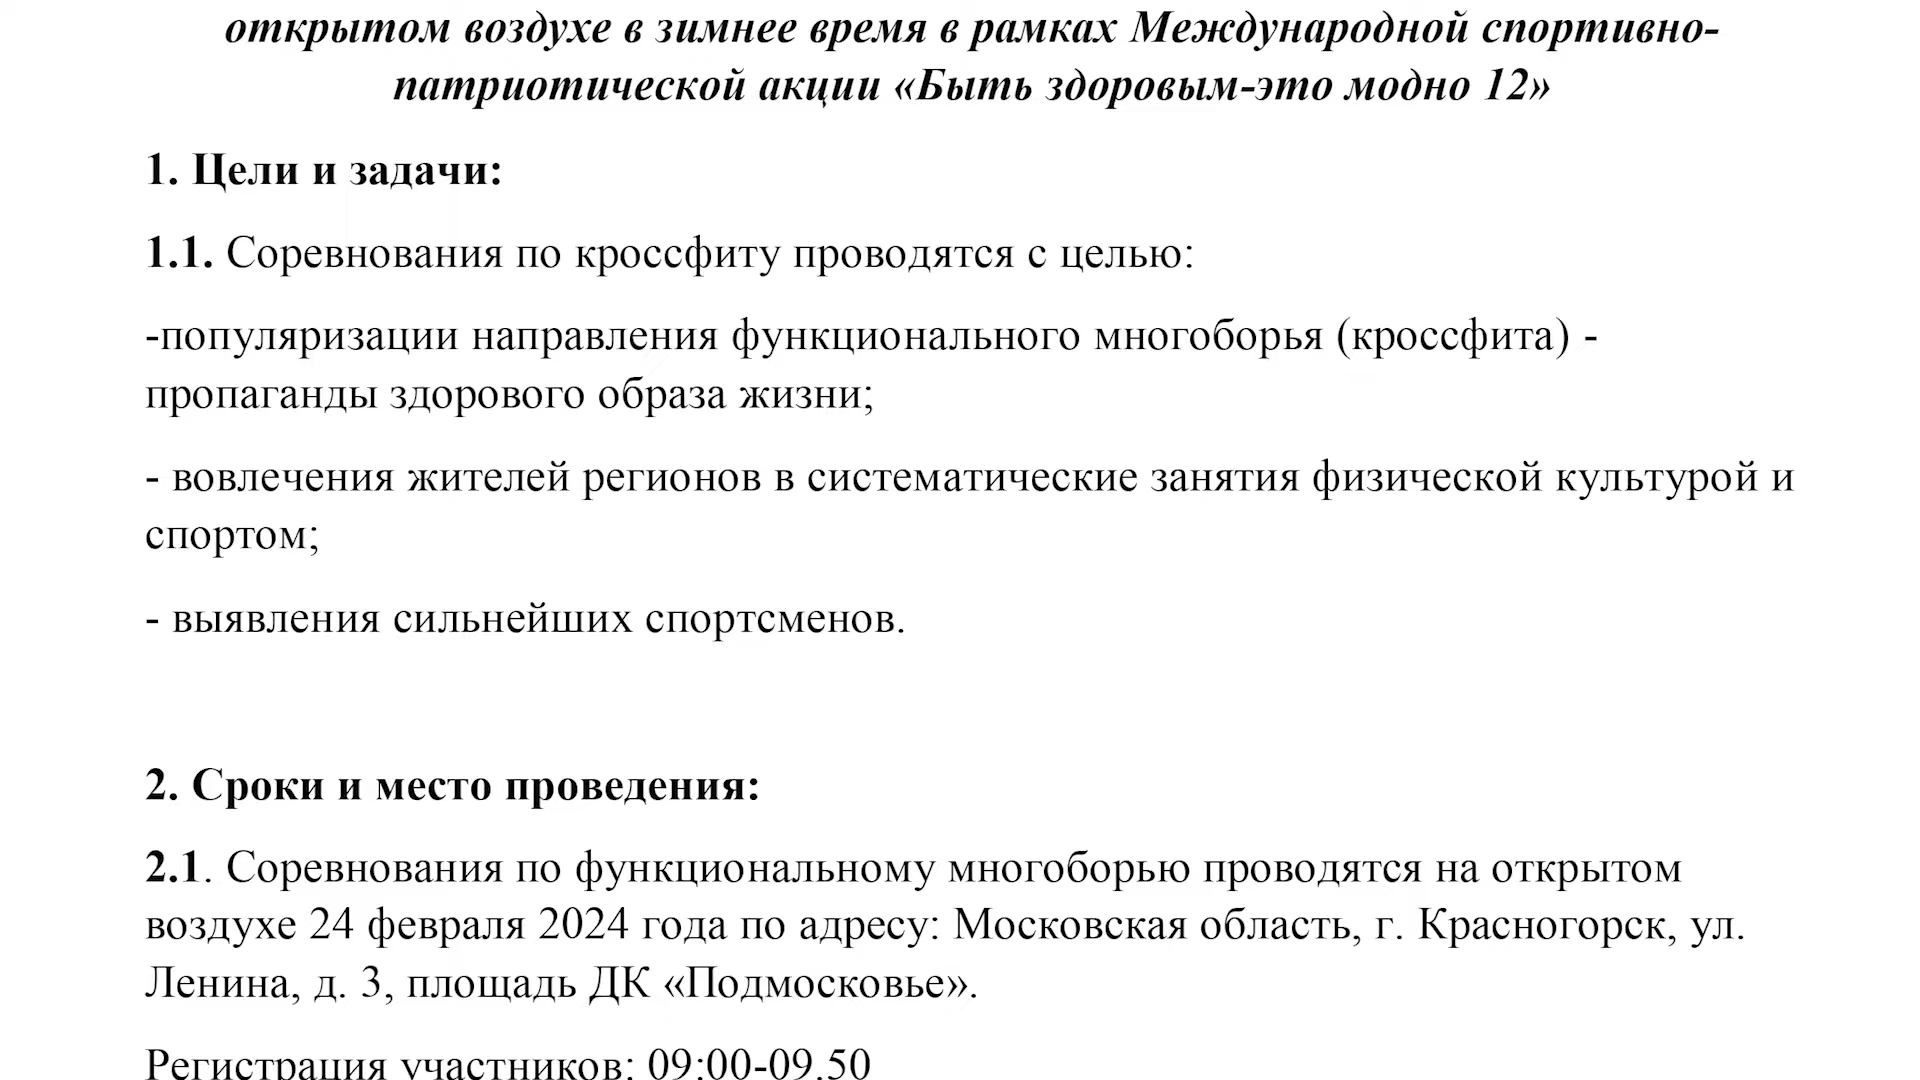 открытом воздухе в зимнее время в рамках Международной спортивно-
патриотической акции «Быть здоровым-это модно 12»
1. Цели и задачи:
1.1. Соревнования по кроссфиту проводятся с целью:
-популяризации направления функционального многоборья (кроссфита) -
пропаганды здорового образа жизни;
- вовлечения жителей регионов в систематические занятия физической культурой и
спортом;
- выявления сильнейших спортсменов.
2. Сроки и место проведения:
2.1. Соревнования по функциональному многоборью проводятся на открытом
воздухе 24 февраля 2024 года по адресу: Московская область, г. Красногорск, ул.
Ленина, д. 3, площадь ДК «Подмосковье».
Регистрация участников: 09:00-09.50